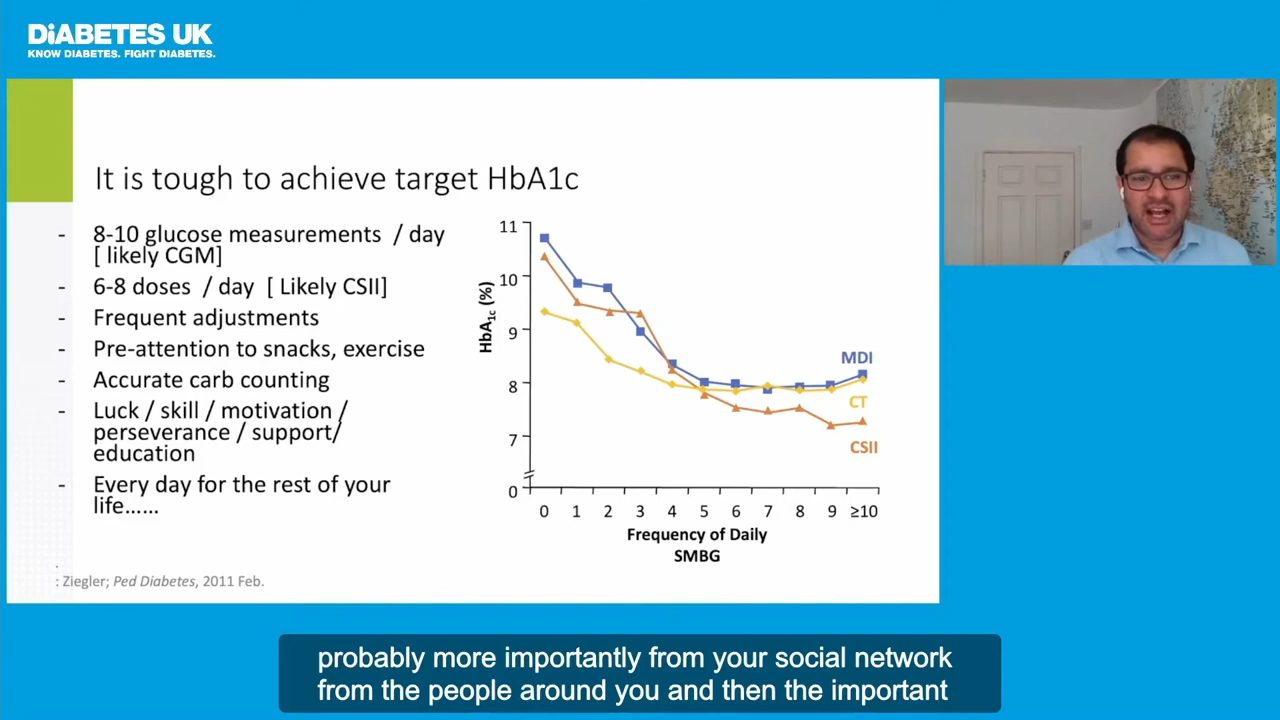 DiABETES UK
KNOW DIABETES. FIGHT DIABETES.
It is tough to achieve target HbA1c
- 8-10 glucose measurements / day
[ likely CGM]
- 6-8 doses / day [ Likely CSII]
- Frequent adjustments
- Pre-attention to snacks, exercise
- Accurate carb counting
- Luck / skill / motivation /
perseverance / support/
education
- Every day for the rest of your
life……
: Ziegler; Ped Diabetes, 2011 Feb.
HbA1c (%)
11
10
9
8
7
0
MDI
CT
CSII
0 1 2 3 4 5 6 7 8 9 ≥10
Frequency of Daily
SMBG
probably more importantly from your social network
from the people around you and then the important